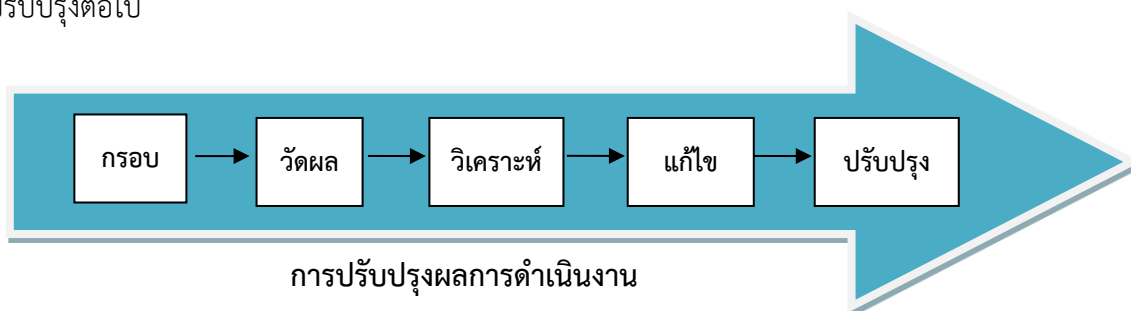 ปรับปรุงต่อไป
กรอบ วัดผล วิเคราะห์ แก้ไข ปรับปรุง
การปรับปรุงผลการดำเนินงาน